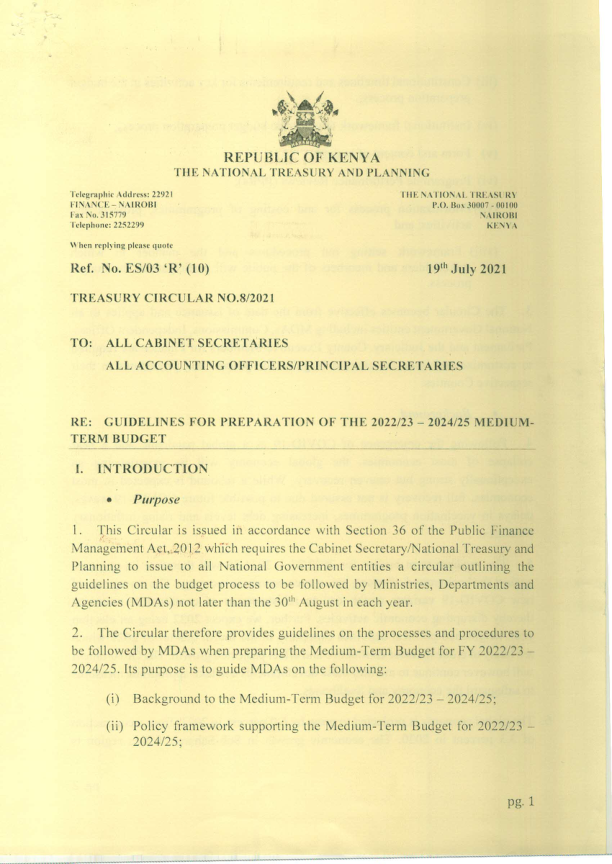 REPUBLIC OF KENYA
THE NATIONAL TREASURY AND PLANNING
Telegraphic Address: 22921
FINANCE – NAIROBI
Fax No. 315779
Telephone: 2252299
When replying please quote
THE NATIONAL TREASURY
P.O. Box 30007 - 00100
NAIROBI
KENYA
Ref. No. ES/03 ‘R’ (10)
19th July 2021
TREASURY CIRCULAR NO.8/2021
TO: ALL CABINET SECRETARIES
ALL ACCOUNTING OFFICERS/PRINCIPAL SECRETARIES
RE: GUIDELINES FOR PREPARATION OF THE 2022/23 – 2024/25 MEDIUM-
TERM BUDGET
1. INTRODUCTION
• Purpose
1. This Circular is issued in accordance with Section 36 of the Public Finance
Management Act, 2012 which requires the Cabinet Secretary/National Treasury and
Planning to issue to all National Government entities a circular outlining the
guidelines on the budget process to be followed by Ministries, Departments and
Agencies (MDAs) not later than the 30th August in each year.
2. The Circular therefore provides guidelines on the processes and procedures to
be followed by MDAs when preparing the Medium-Term Budget for FY 2022/23 –
2024/25. Its purpose is to guide MDAs on the following:
(i) Background to the Medium-Term Budget for 2022/23 – 2024/25;
(ii) Policy framework supporting the Medium-Term Budget for 2022/23 –
2024/25;
pg. 1